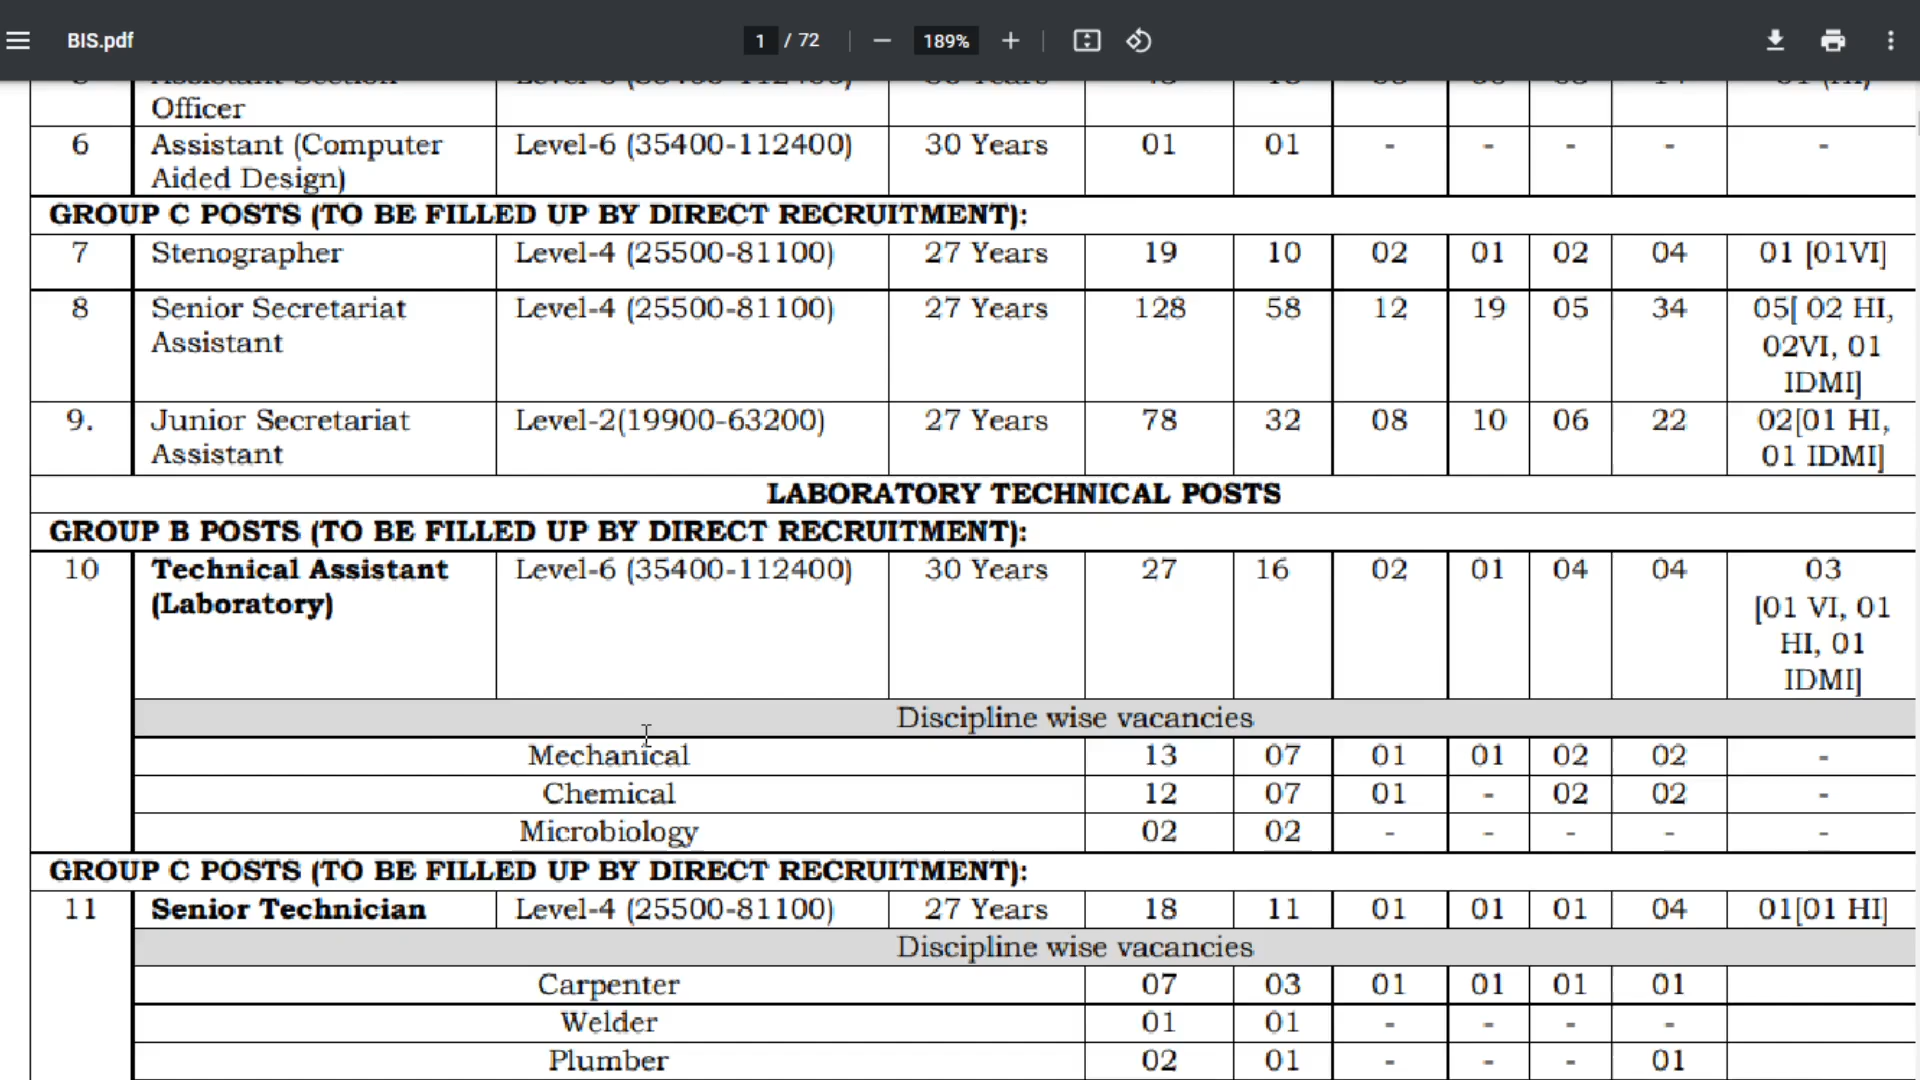 BIS.pdf 1 / 72 189%
Officer
6 Assistant (Computer Aided Design) Level-6 (35400-112400) 30 Years 01 01 - - - - -
GROUP C POSTS (TO BE FILLED UP BY DIRECT RECRUITMENT):
7 Stenographer Level-4 (25500-81100) 27 Years 19 10 02 01 02 04 01 [01VI]
8 Senior Secretariat Assistant Level-4 (25500-81100) 27 Years 128 58 12 19 05 34 05[ 02 HI, 02VI, 01 IDMI]
9. Junior Secretariat Assistant Level-2(19900-63200) 27 Years 78 32 08 10 06 22 02[01 HI, 01 IDMI]
LABORATORY TECHNICAL POSTS
GROUP B POSTS (TO BE FILLED UP BY DIRECT RECRUITMENT):
10 Technical Assistant (Laboratory) Level-6 (35400-112400) 30 Years 27 16 02 01 04 04 03 [01 VI, 01 HI, 01 IDMI]
Discipline wise vacancies
Mechanical 13 07 01 01 02 02 -
Chemical 12 07 01 - 02 02 -
Microbiology 02 02 - - - - -
GROUP C POSTS (TO BE FILLED UP BY DIRECT RECRUITMENT):
11 Senior Technician Level-4 (25500-81100) 27 Years 18 11 01 01 01 04 01[01 HI]
Discipline wise vacancies
Carpenter 07 03 01 01 01 01
Welder 01 01 - - - -
Plumber 02 01 - - - 01